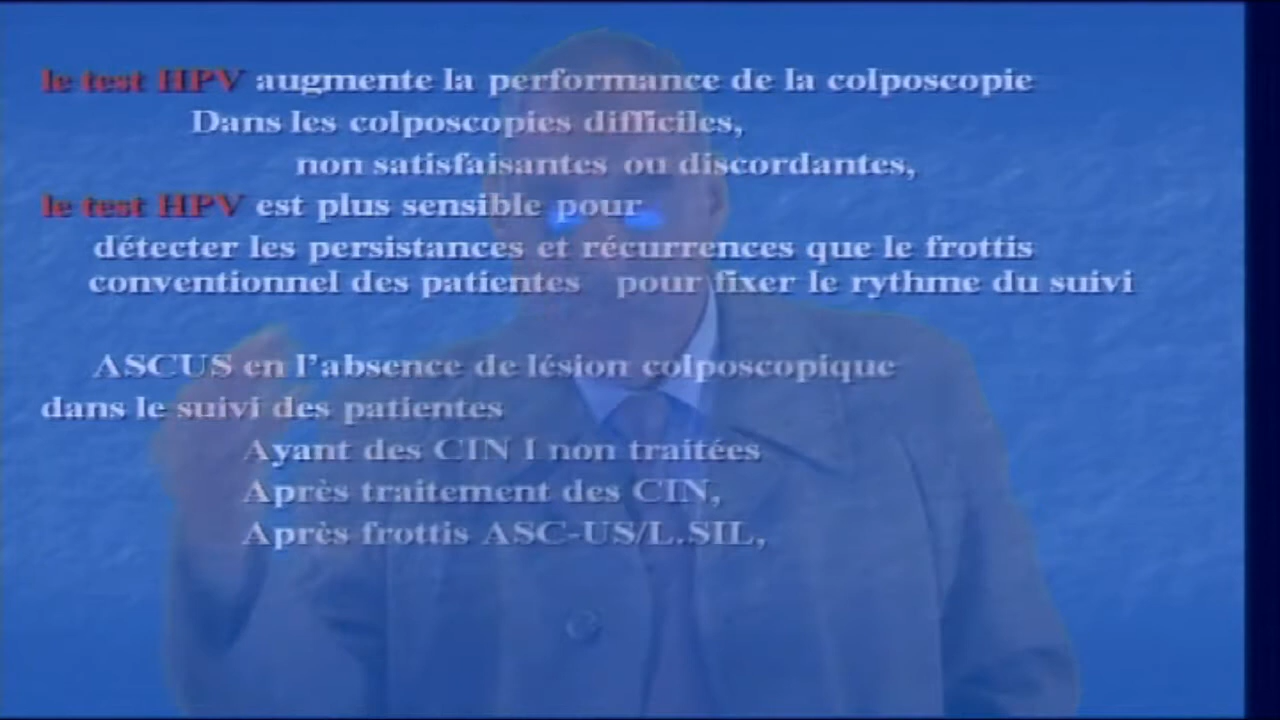 le test HPV augmente la performance de la colposcopie
Dans les colposcopies difficiles,
non satisfaisantes ou discordantes,
le test HPV est plus sensible pour
détecter les persistances et récurrences que le frottis
conventionnel des patientes pour fixer le rythme du suivi
ASCUS en l'absence de lésion colposcopique
dans le suivi des patientes
Ayant des CIN I non traitées
Après traitement des CIN,
Après frottis ASC-US/L.SIL,